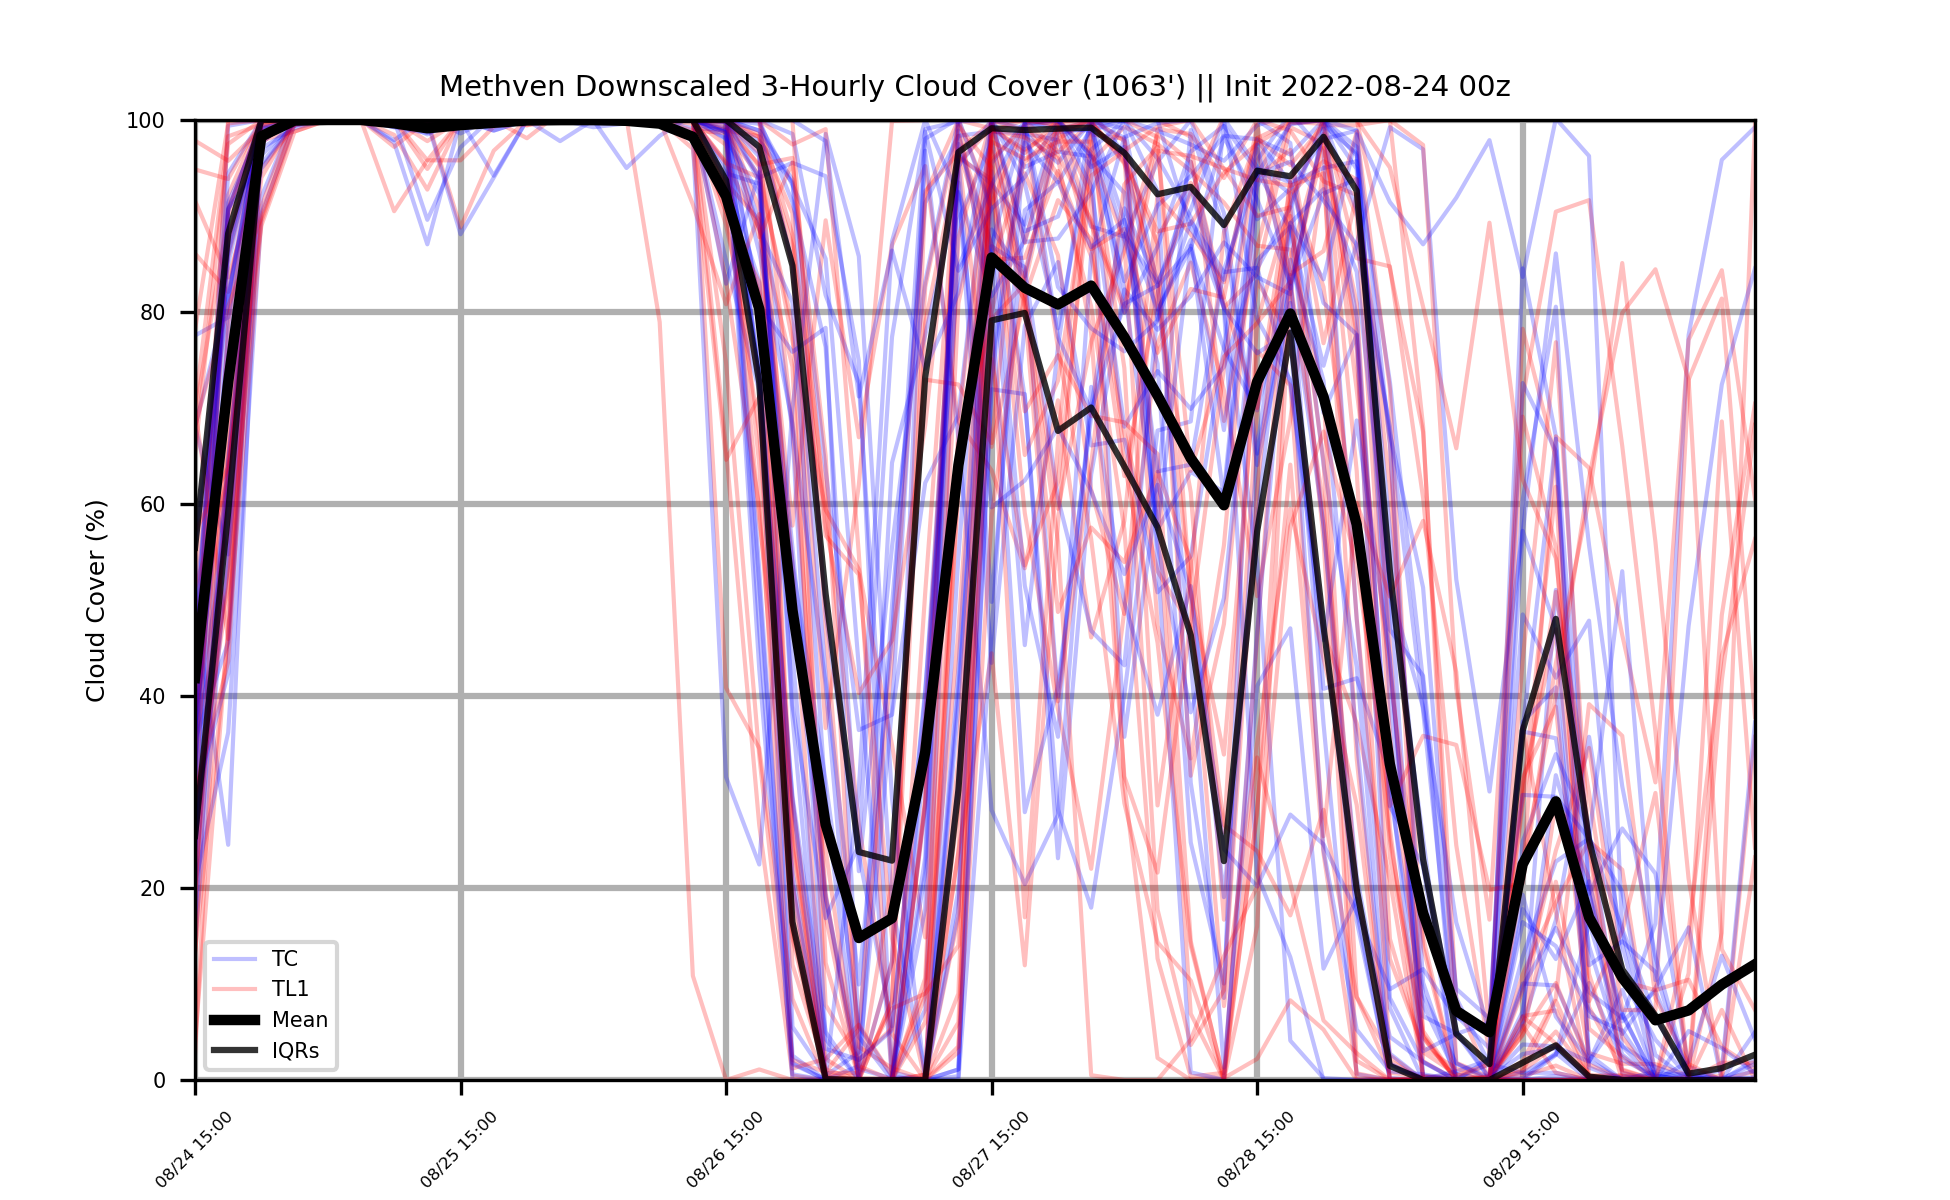 Methven Downscaled 3-Hourly Cloud Cover (1063') || Init 2022-08-24 00z
Cloud Cover (%)
100
80
60
40
20
0
TC
TL1
Mean
IQRs
08/24 15:00
08/25 15:00
08/26 15:00
08/27 15:00
08/28 15:00
08/29 15:00